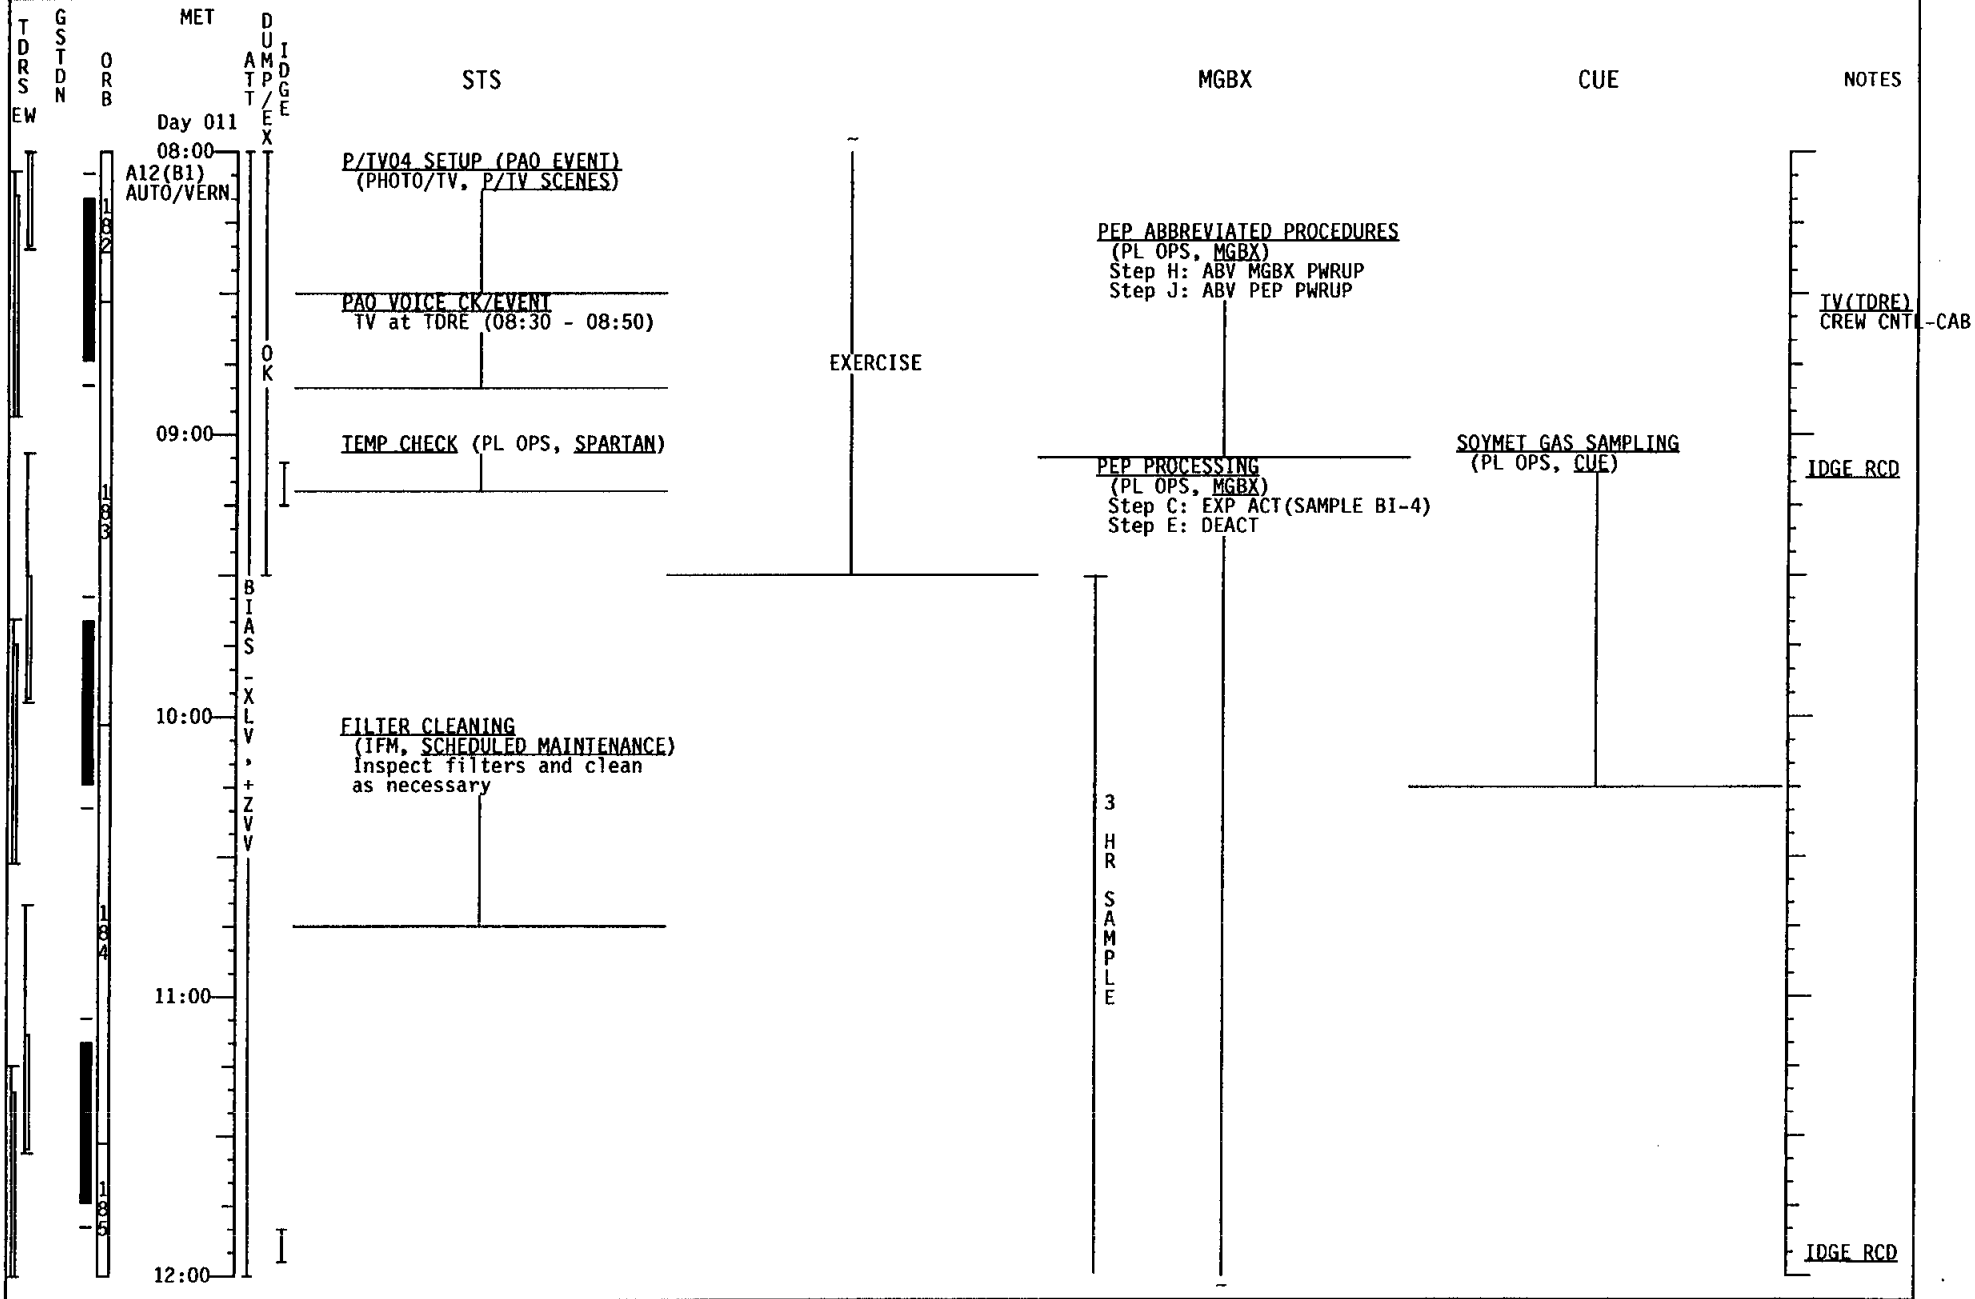 TDRS
EW
GSTDN
ORB
MET
ATT
DUMP/EX
IDGE
STS
MGBX
CUE
NOTES
Day 011
08:00
A12(B1)
AUTO/VERN
182
P/TV04 SETUP (PAO EVENT)
(PHOTO/TV, P/TV SCENES)
PAO VOICE CK/EVENT
TV at TDRE (08:30 - 08:50)
OK
EXERCISE
PEP ABBREVIATED PROCEDURES
(PL OPS, MGBX)
Step H: ABV MGBX PWRUP
Step J: ABV PEP PWRUP
TV(TDRE)
CREW CNTL-CAB
09:00
183
TEMP CHECK (PL OPS, SPARTAN)
PEP PROCESSING
(PL OPS, MGBX)
Step C: EXP ACT(SAMPLE BI-4)
Step E: DEACT
SOYMET GAS SAMPLING
(PL OPS, CUE)
IDGE RCD
BIAS -XLV, +ZVV
10:00
FILTER CLEANING
(IFM, SCHEDULED MAINTENANCE)
Inspect filters and clean
as necessary
3 HR SAMPLE
184
11:00
185
12:00
IDGE RCD